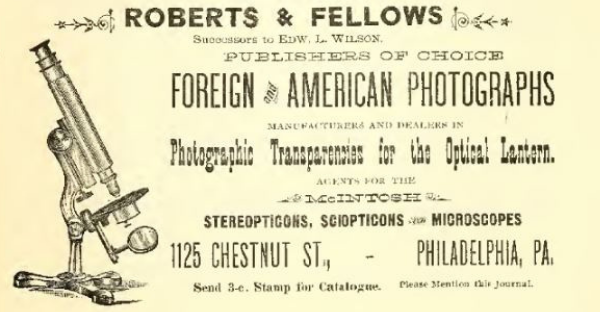 ROBERTS & FELLOWS
Successors to EDW. L. WILSON.
PUBLISHERS OF CHOICE
FOREIGN and AMERICAN PHOTOGRAPHS
MANUFACTURERS AND DEALERS IN
Photographic Transparencies for the Optical Lantern.
AGENTS FOR THE
McINTOSH
STEREOPTICONS, SCIOPTICONS AND MICROSCOPES
1125 CHESTNUT ST., - PHILADELPHIA, PA.
Send 3-c. Stamp for Catalogue. Please Mention this Journal.